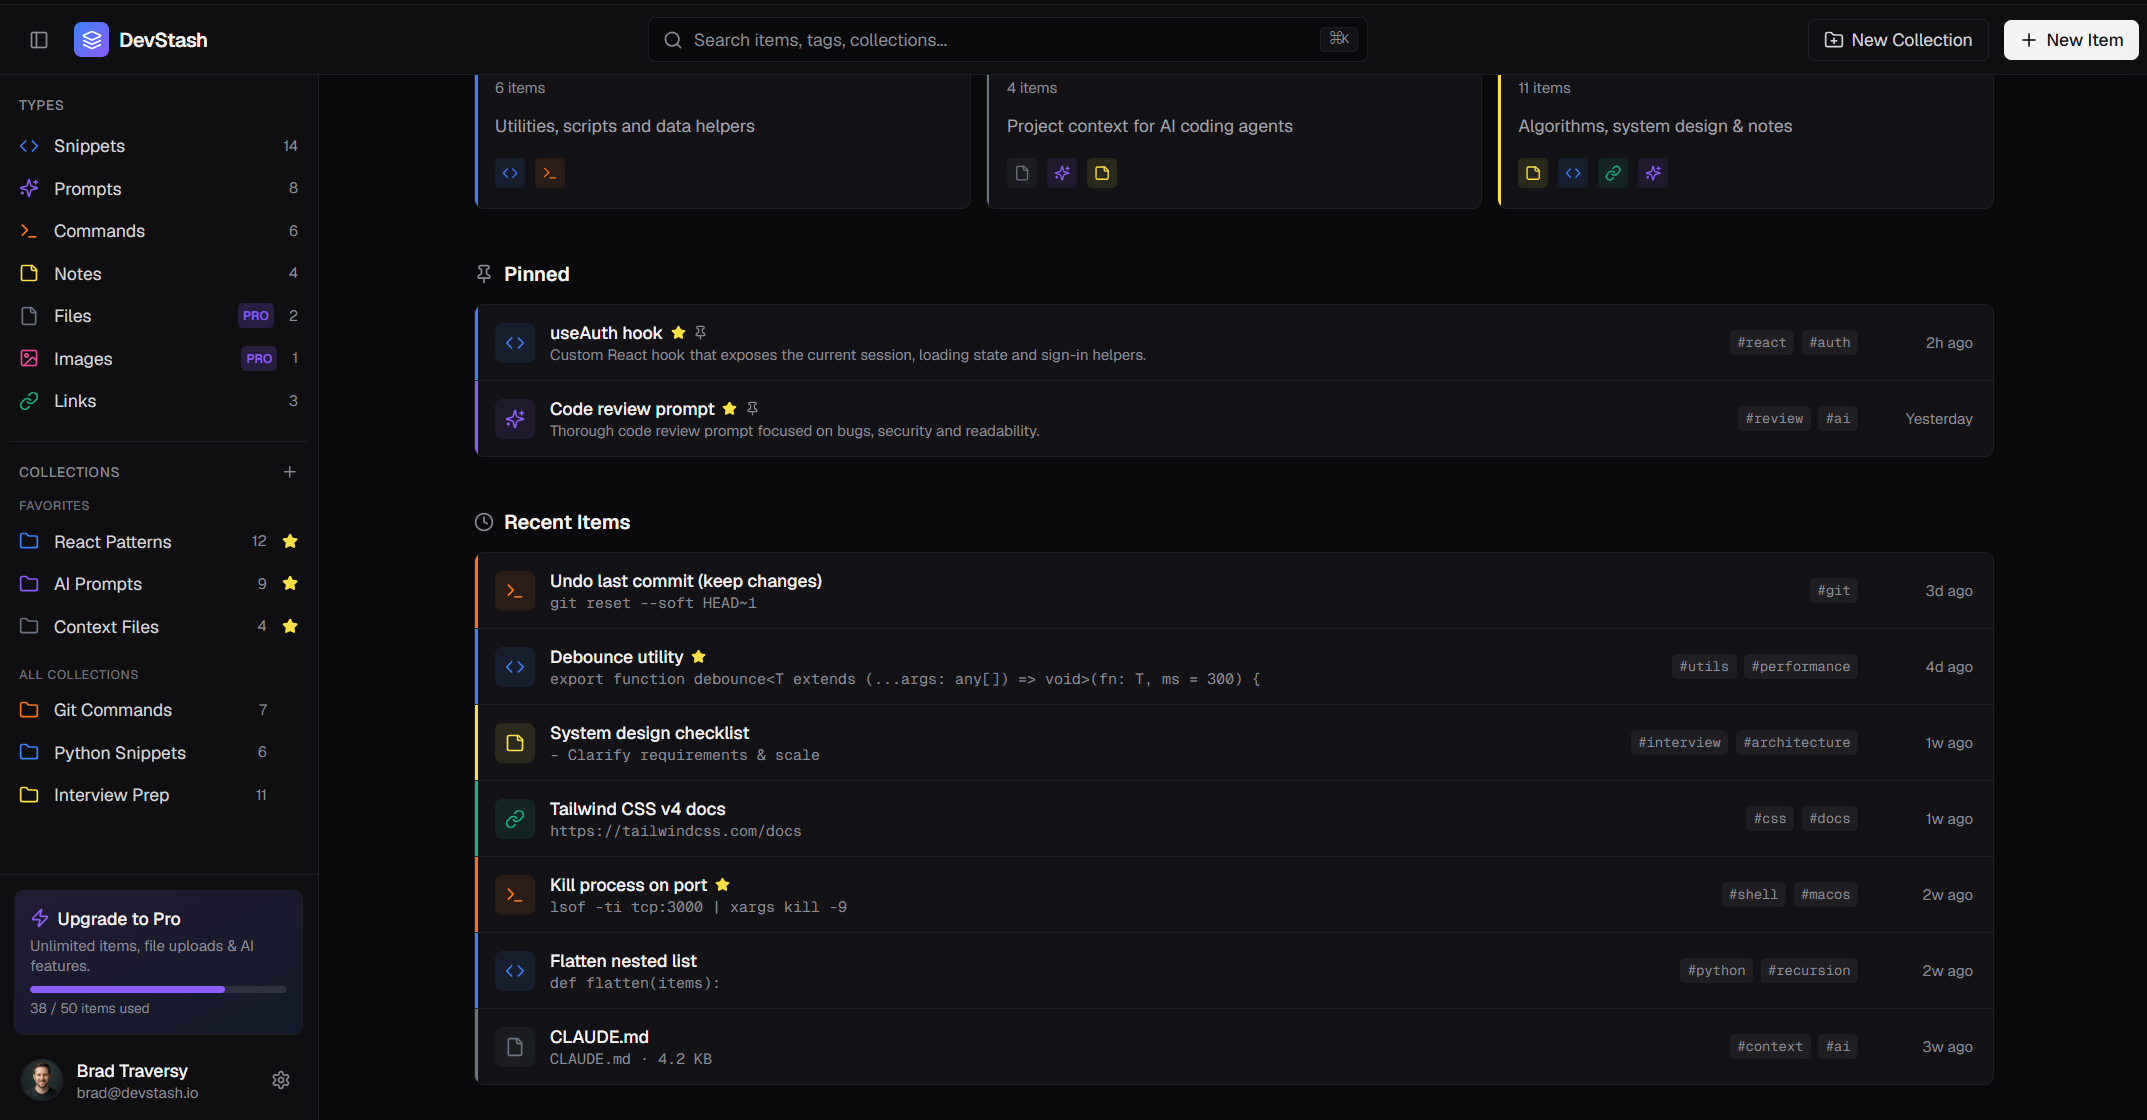 DevStash
Search items, tags, collections...
⌘K
New Collection
New Item
TYPES
Snippets 14
Prompts 8
Commands 6
Notes 4
Files PRO 2
Images PRO 1
Links 3
COLLECTIONS
FAVORITES
React Patterns 12
AI Prompts 9
Context Files 4
ALL COLLECTIONS
Git Commands 7
Python Snippets 6
Interview Prep 11
Upgrade to Pro
Unlimited items, file uploads & AI
features.
38 / 50 items used
Brad Traversy
brad@devstash.io
6 items
Utilities, scripts and data helpers
4 items
Project context for AI coding agents
11 items
Algorithms, system design & notes
Pinned
useAuth hook
Custom React hook that exposes the current session, loading state and sign-in helpers.
#react #auth 2h ago
Code review prompt
Thorough code review prompt focused on bugs, security and readability.
#review #ai Yesterday
Recent Items
Undo last commit (keep changes)
git reset --soft HEAD~1
#git 3d ago
Debounce utility
export function debounce<T extends (...args: any[]) => void>(fn: T, ms = 300) {
#utils #performance 4d ago
System design checklist
- Clarify requirements & scale
#interview #architecture 1w ago
Tailwind CSS v4 docs
https://tailwindcss.com/docs
#css #docs 1w ago
Kill process on port
lsof -ti tcp:3000 | xargs kill -9
#shell #macos 2w ago
Flatten nested list
def flatten(items):
#python #recursion 2w ago
CLAUDE.md
CLAUDE.md · 4.2 KB
#context #ai 3w ago